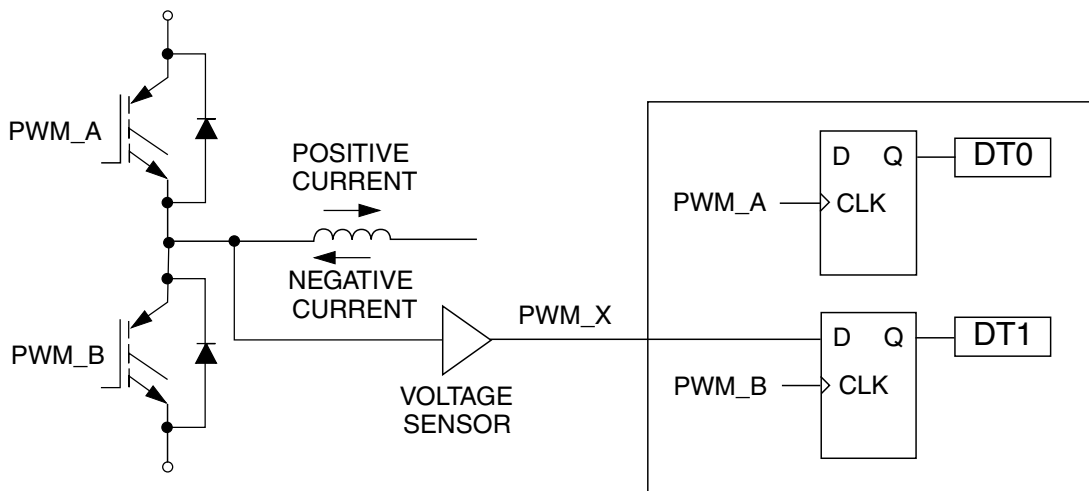 PWM_A
POSITIVE
CURRENT
NEGATIVE
CURRENT
PWM_B
PWM_X
VOLTAGE
SENSOR
D Q
DT0
PWM_A
CLK
D Q
DT1
PWM_B
CLK